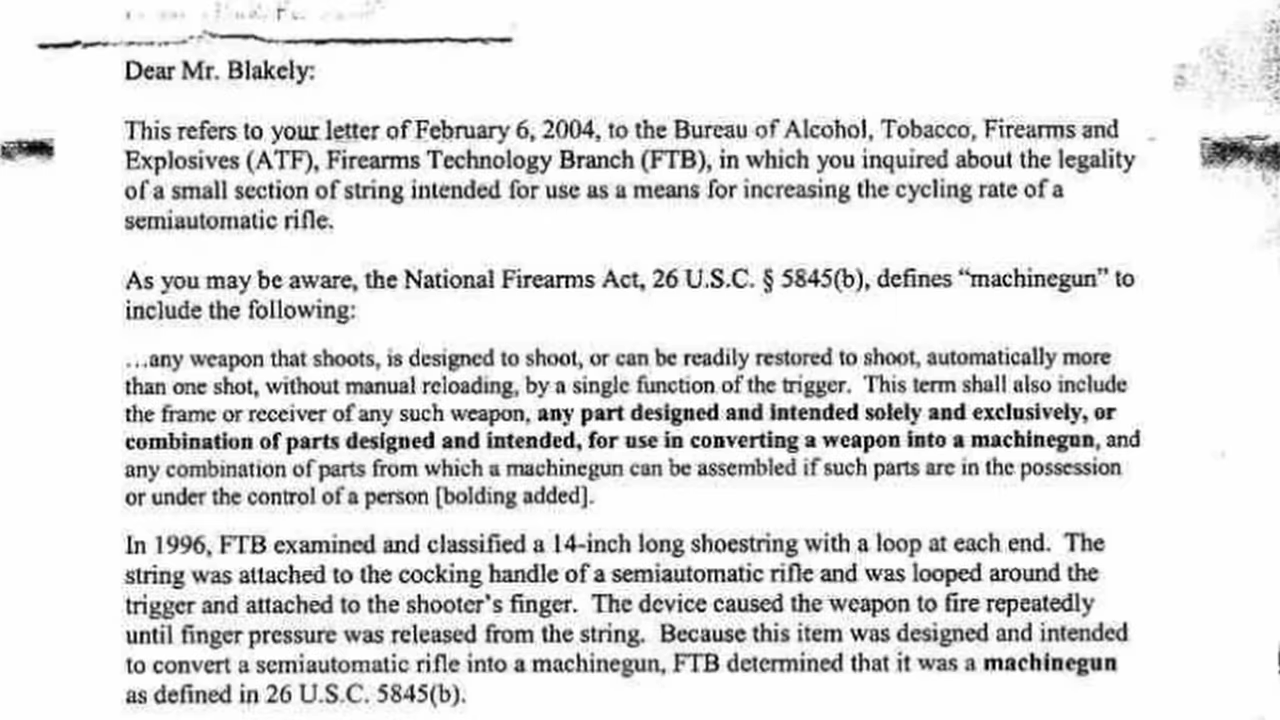 Dear Mr. Blakely:
This refers to your letter of February 6, 2004, to the Bureau of Alcohol, Tobacco, Firearms and
Explosives (ATF), Firearms Technology Branch (FTB), in which you inquired about the legality
of a small section of string intended for use as a means for increasing the cycling rate of a
semiautomatic rifle.
As you may be aware, the National Firearms Act, 26 U.S.C. § 5845(b), defines “machinegun” to
include the following:
…any weapon that shoots, is designed to shoot, or can be readily restored to shoot, automatically more
than one shot, without manual reloading, by a single function of the trigger. This term shall also include
the frame or receiver of any such weapon, any part designed and intended solely and exclusively, or
combination of parts designed and intended, for use in converting a weapon into a machinegun, and
any combination of parts from which a machinegun can be assembled if such parts are in the possession
or under the control of a person [bolding added].
In 1996, FTB examined and classified a 14-inch long shoestring with a loop at each end. The
string was attached to the cocking handle of a semiautomatic rifle and was looped around the
trigger and attached to the shooter's finger. The device caused the weapon to fire repeatedly
until finger pressure was released from the string. Because this item was designed and intended
to convert a semiautomatic rifle into a machinegun, FTB determined that it was a machinegun
as defined in 26 U.S.C. 5845(b).